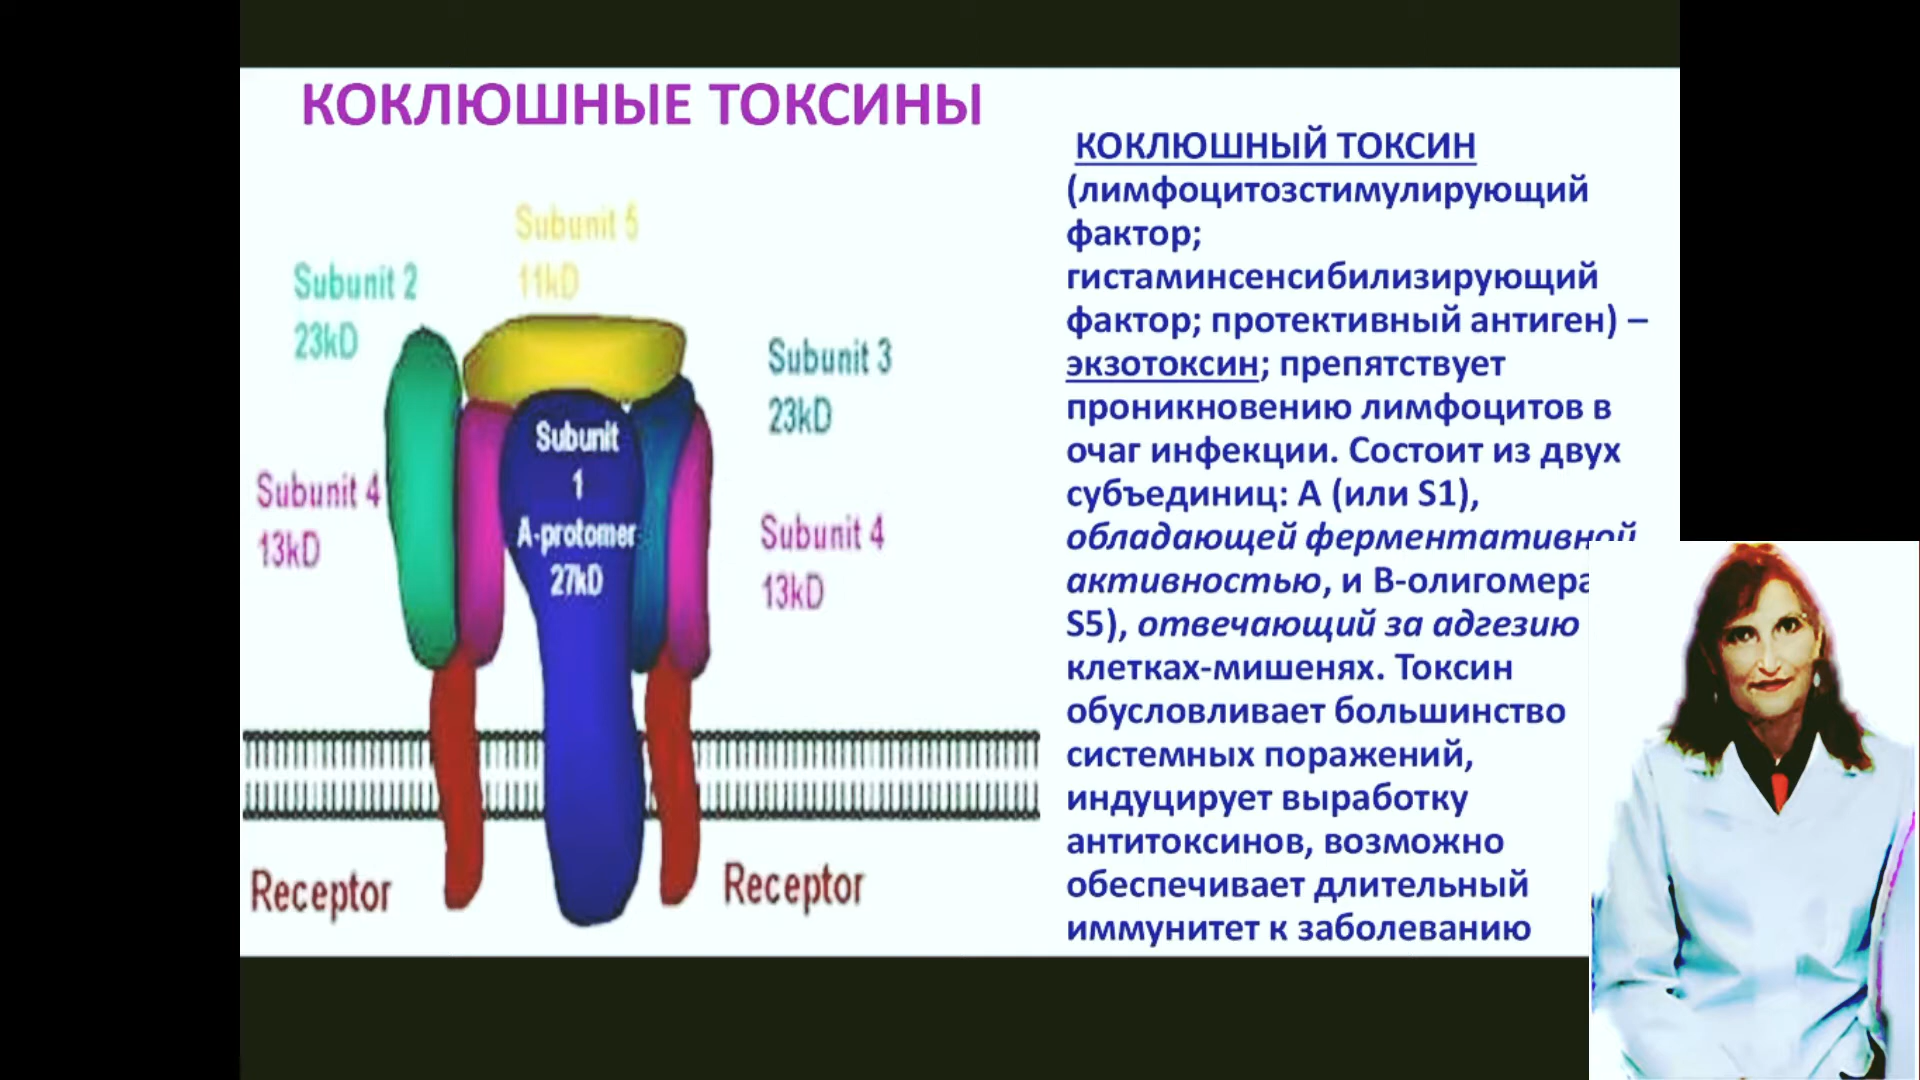 КОКЛЮШНЫЕ ТОКСИНЫ
Subunit 5
11kD
Subunit 2
23kD
Subunit 3
23kD
Subunit 4
13kD
Subunit
1
A-protomer
27kD
Subunit 4
13kD
Receptor
Receptor
КОКЛЮШНЫЙ ТОКСИН
(лимфоцитозстимулирующий
фактор;
гистаминсенсибилизирующий
фактор; протективный антиген) –
экзотоксин; препятствует
проникновению лимфоцитов в
очаг инфекции. Состоит из двух
субъединиц: А (или S1),
обладающей ферментативной
активностью, и В-олигомера
S5), отвечающий за адгезию
клетках-мишенях. Токсин
обусловливает большинство
системных поражений,
индуцирует выработку
антитоксинов, возможно
обеспечивает длительный
иммунитет к заболеванию